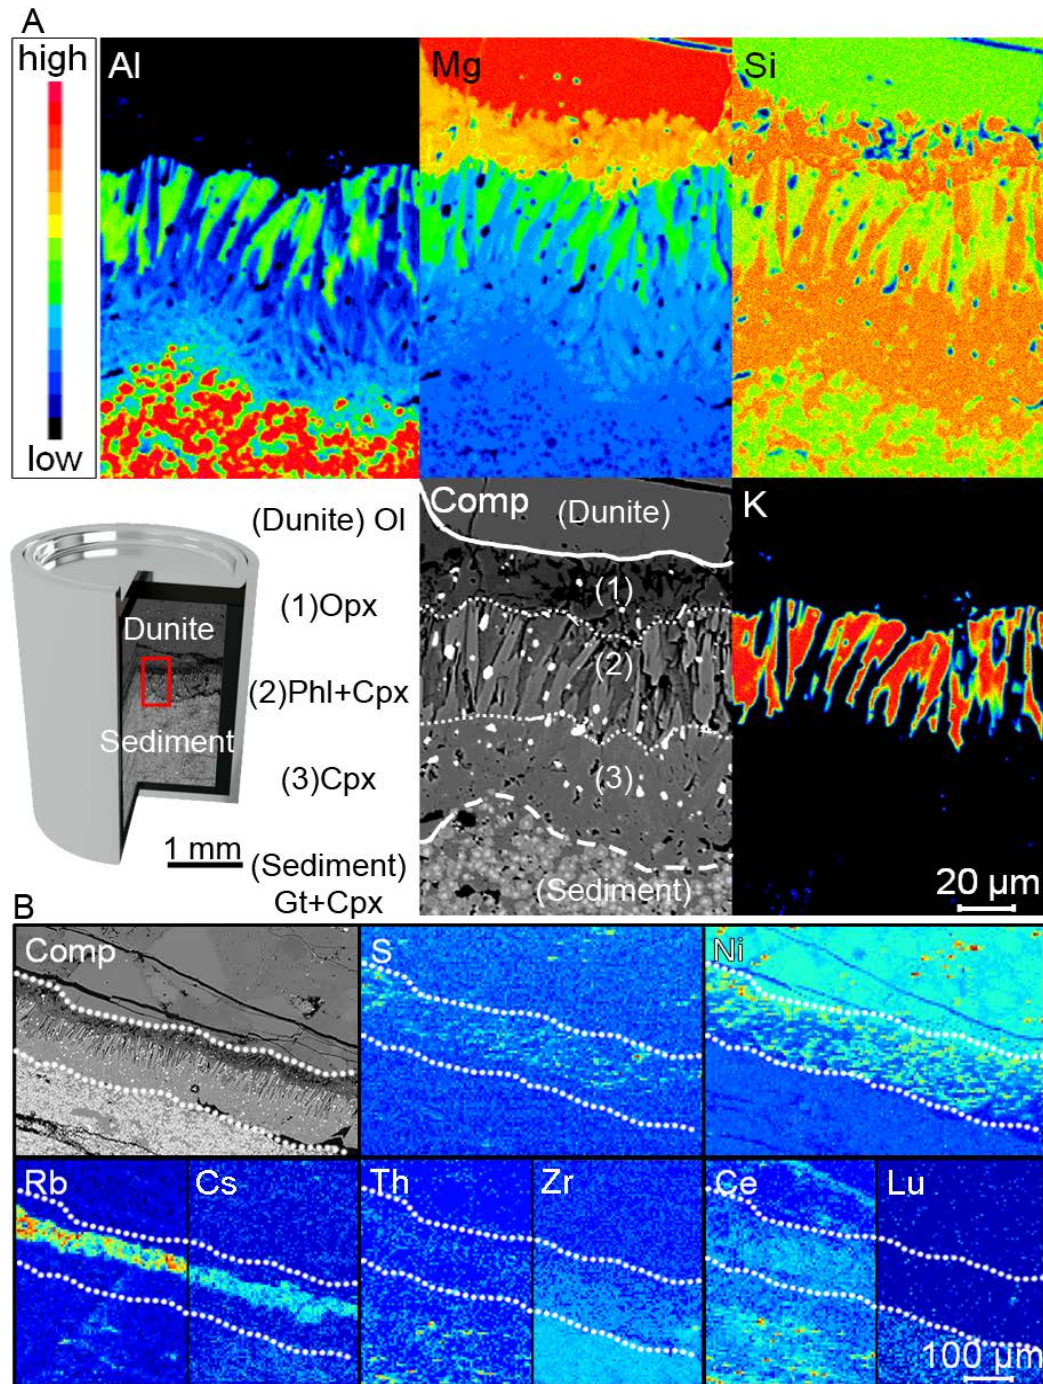 A
high
low
Al
Mg
Si
Dunite
Sediment
1 mm
(Dunite) Ol
(1)Opx
(2)Phl+Cpx
(3)Cpx
(Sediment)
Gt+Cpx
Comp
(Dunite)
(1)
(2)
(3)
(Sediment)
K
20 µm
B
Comp
S
Ni
Rb
Cs
Th
Zr
Ce
Lu
100 µm